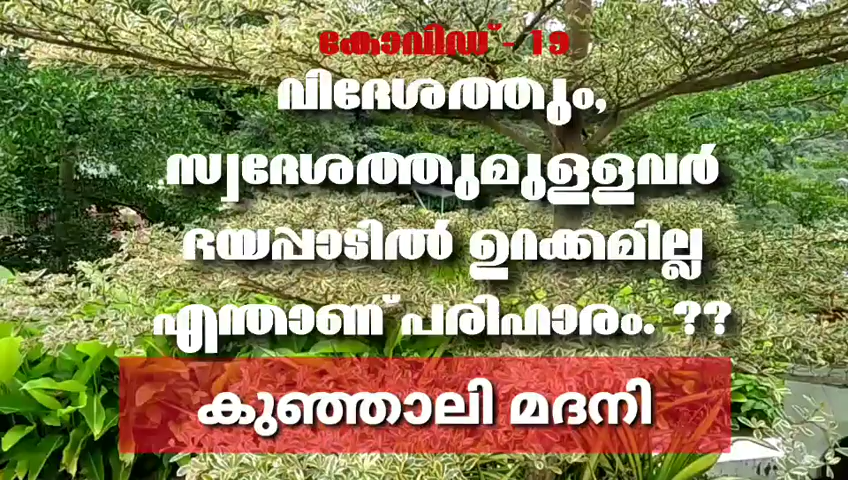 കോവിഡ് - 19
വിദേശത്തും,
സ്വദേശത്തുമുള്ളവർ
ഭയപ്പാടിൽ ഉറക്കമില്ല
എന്താണ് പരിഹാരം. ??
കുഞ്ഞാലി മദനി